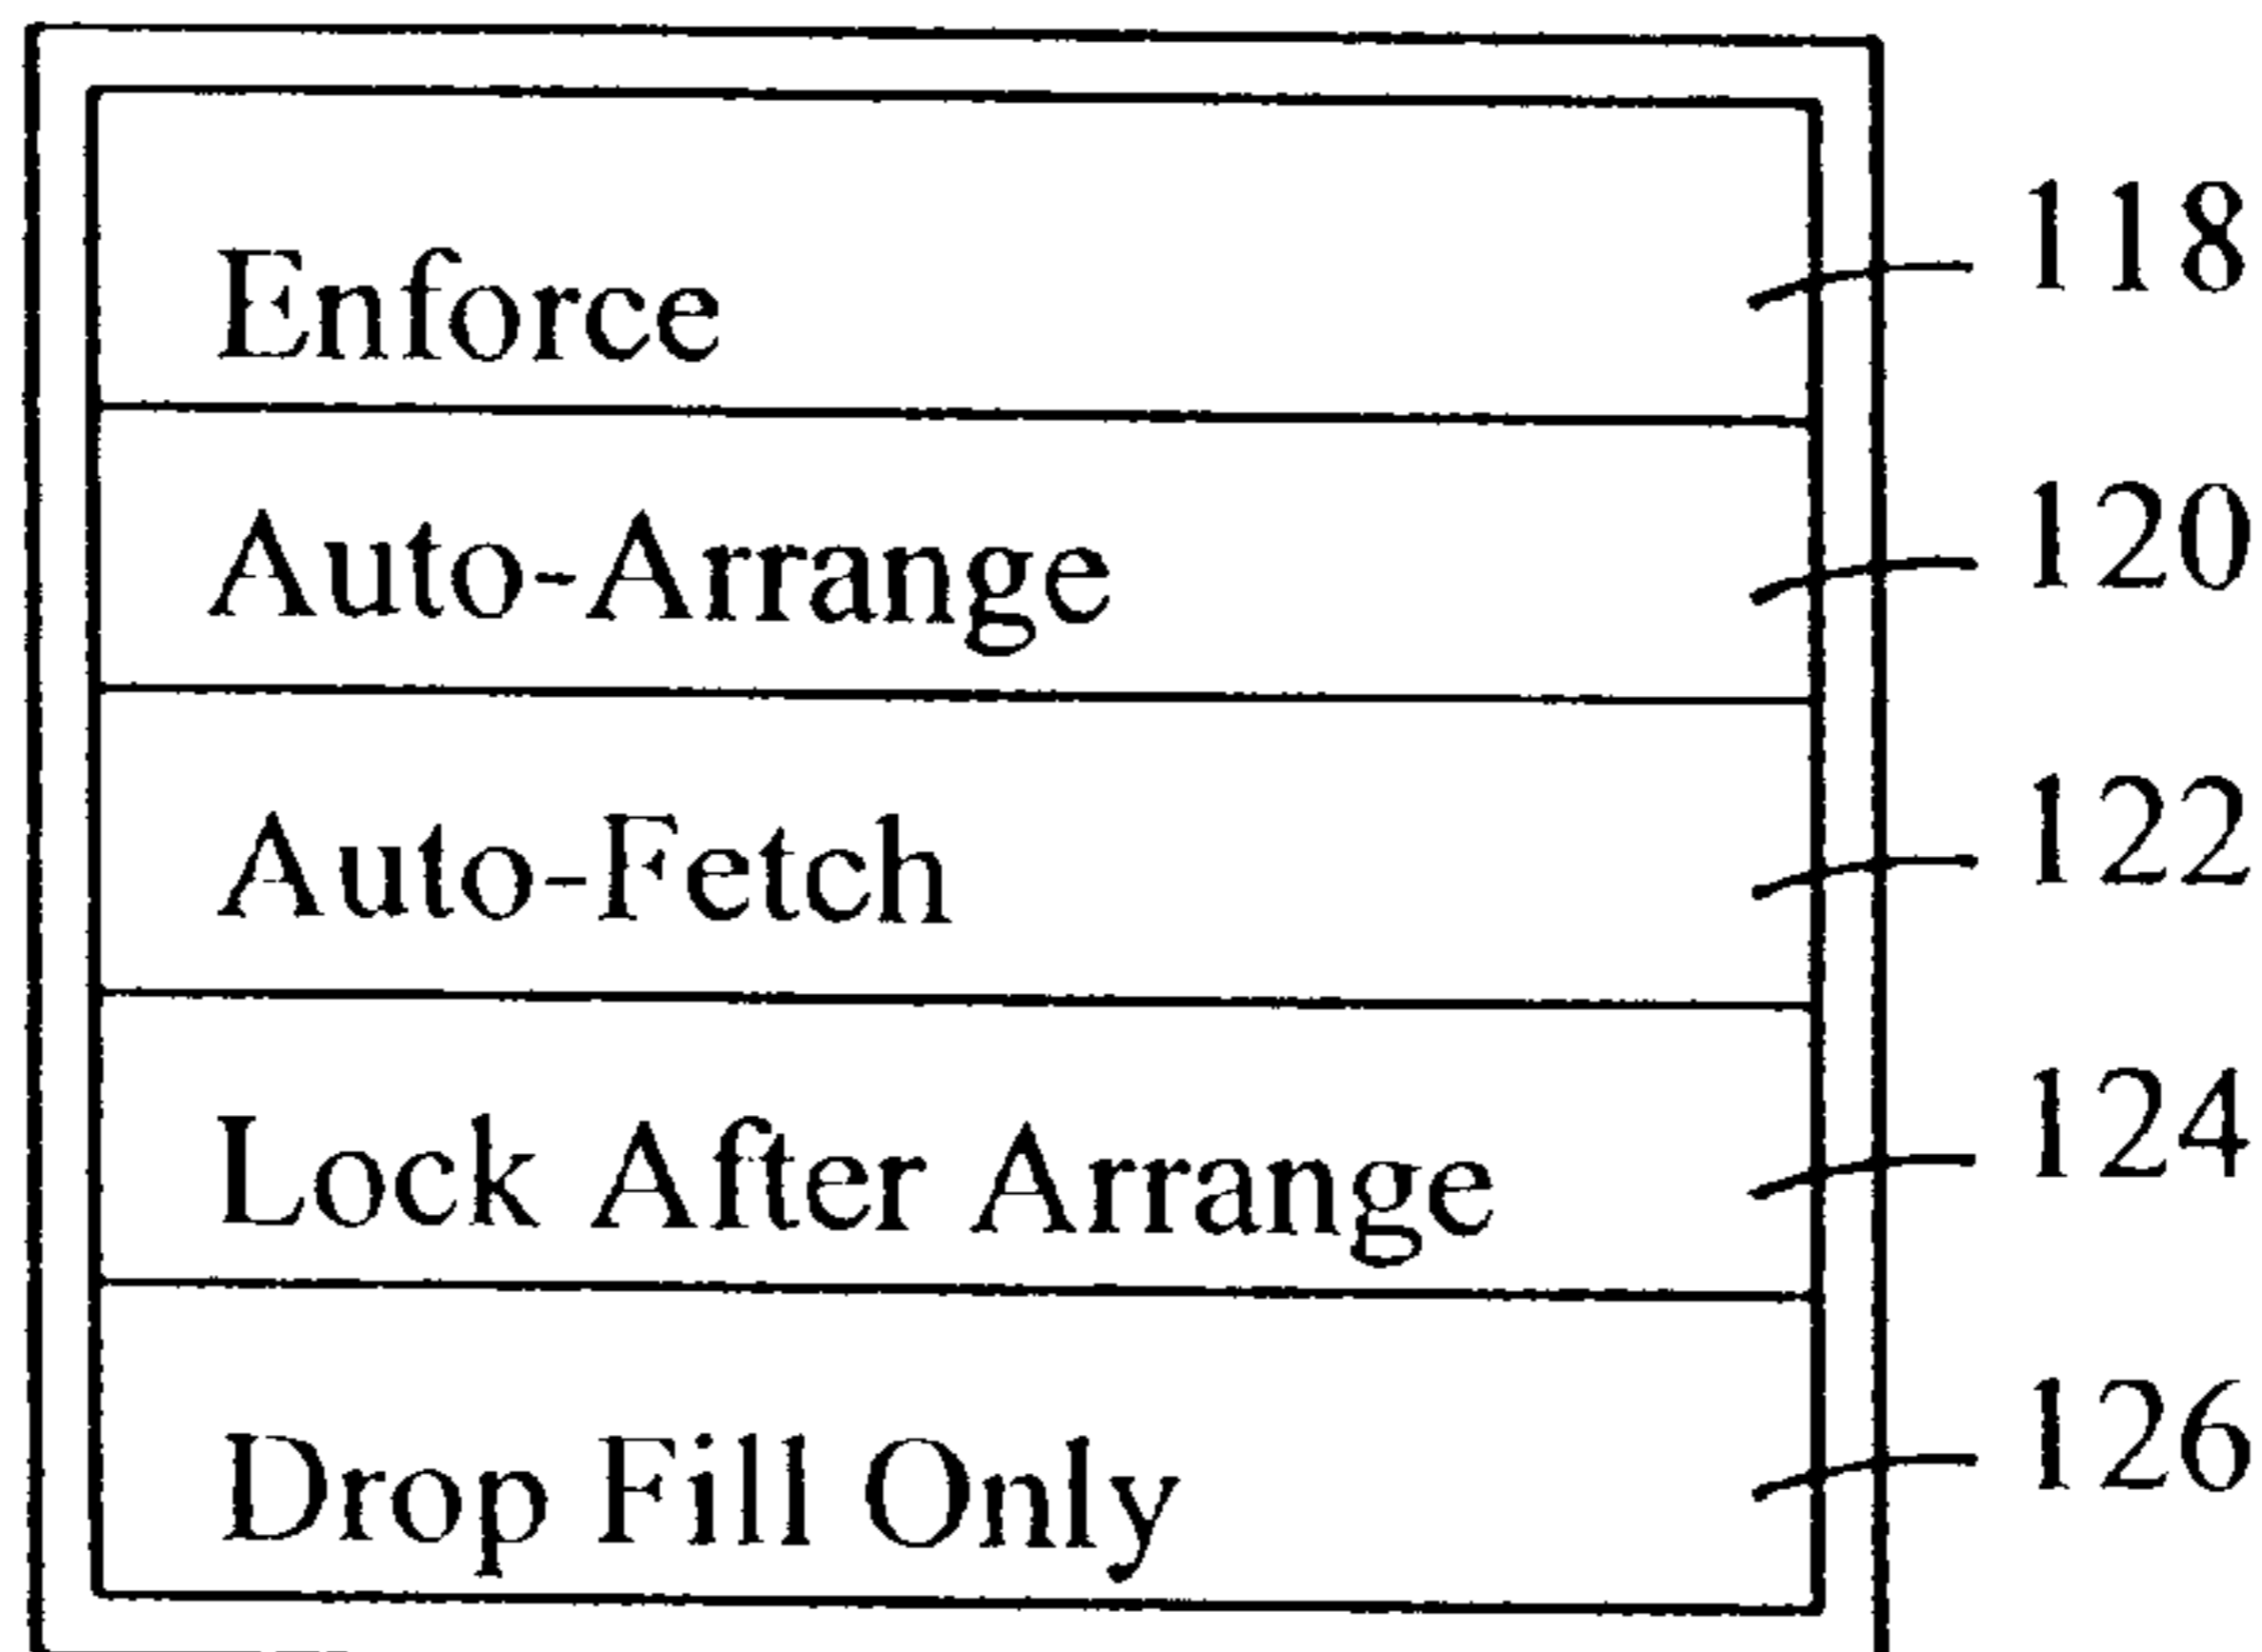 Enforce 118
Auto-Arrange 120
Auto-Fetch 122
Lock After Arrange 124
Drop Fill Only 126